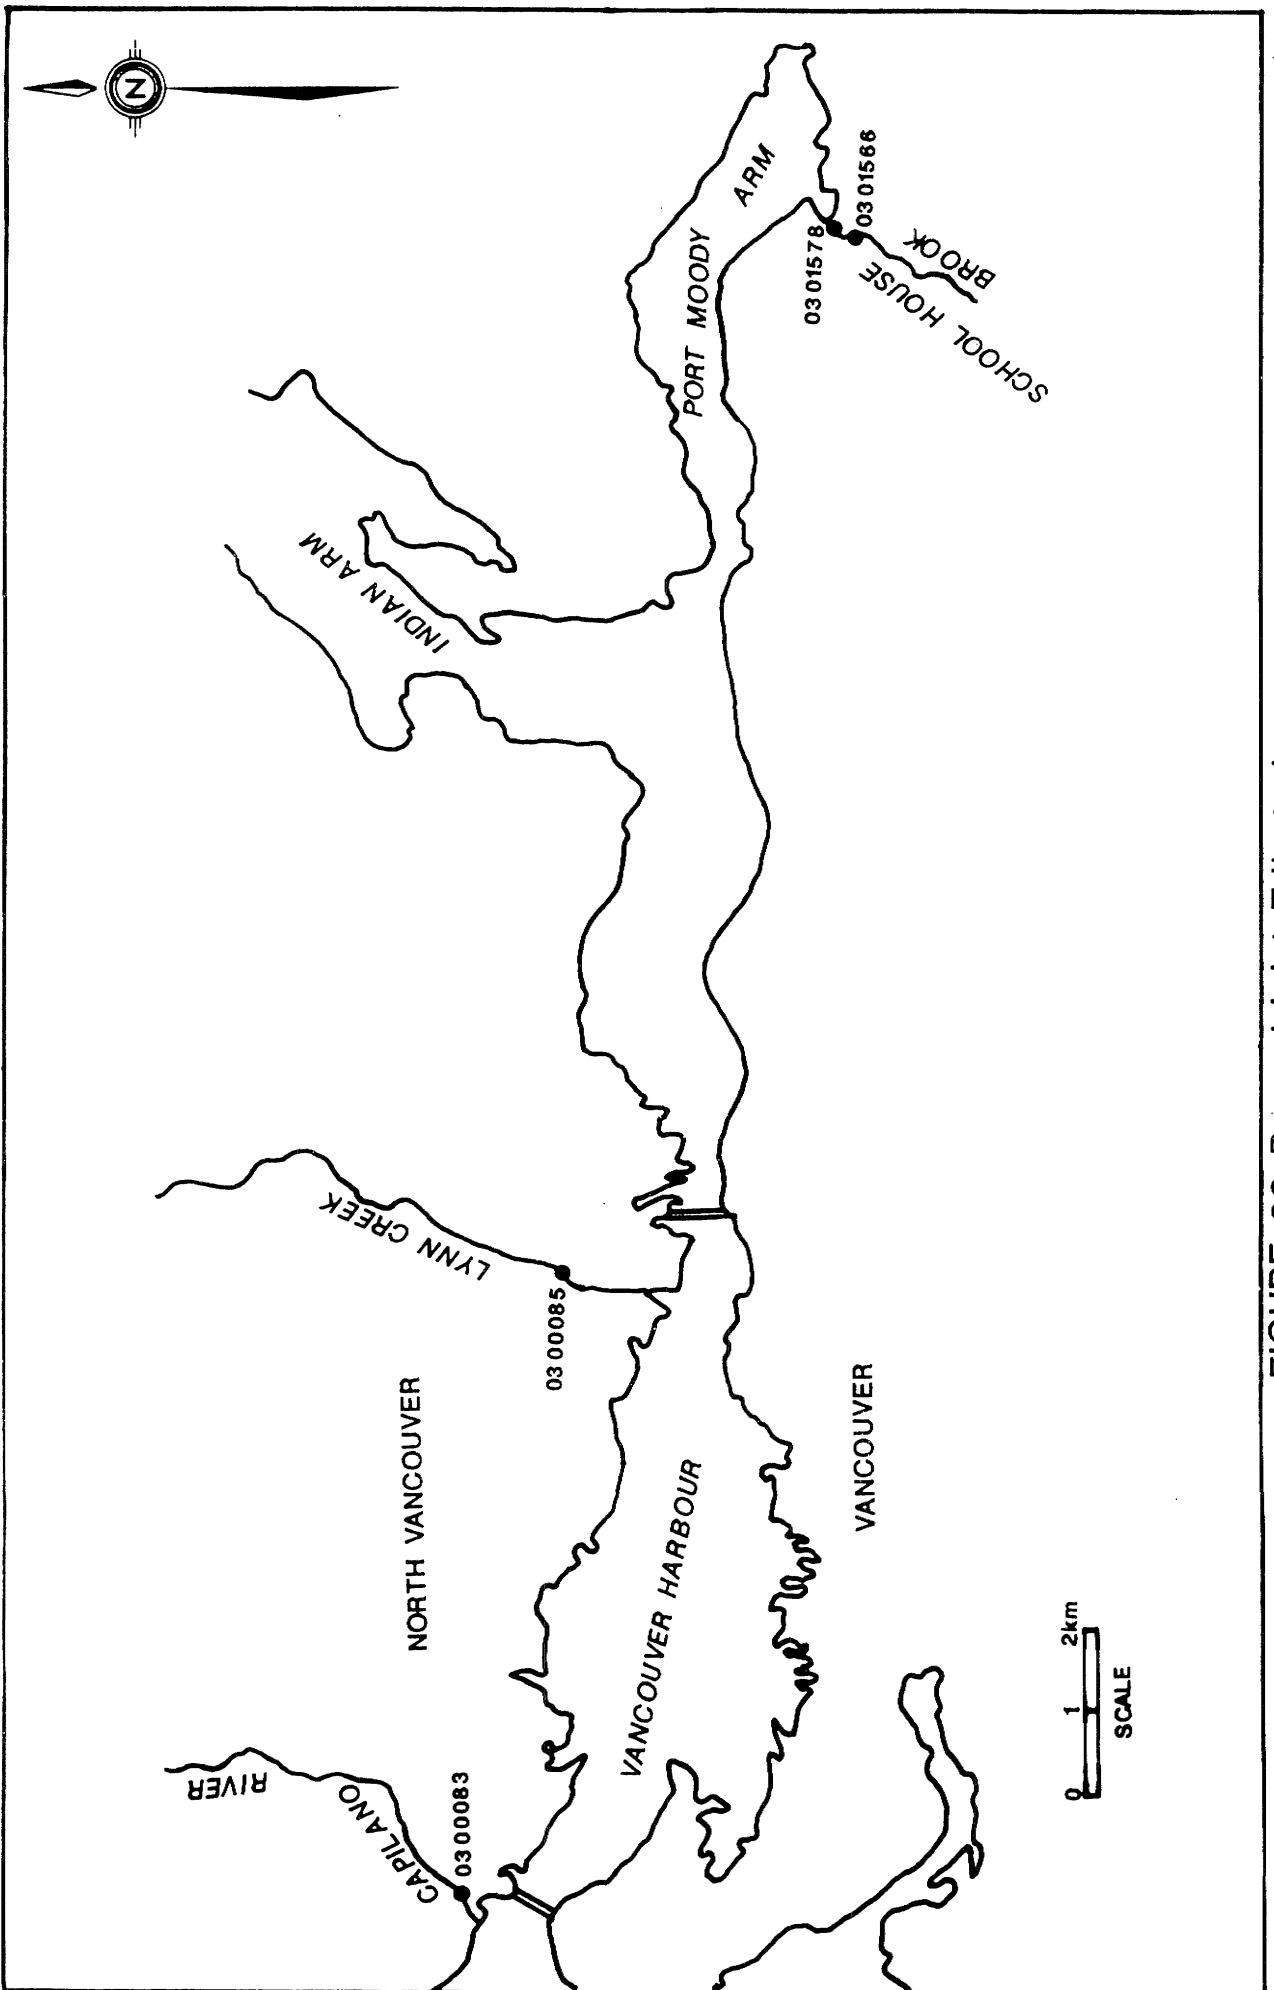 N
INDIAN ARM
PORT MOODY
ARM
0301578
0301566
SCHOOL HOUSE
BROOK
LYNN CREEK
0300085
NORTH VANCOUVER
VANCOUVER HARBOUR
VANCOUVER
CAPILANO
RIVER
0300083
0 1 2km
SCALE